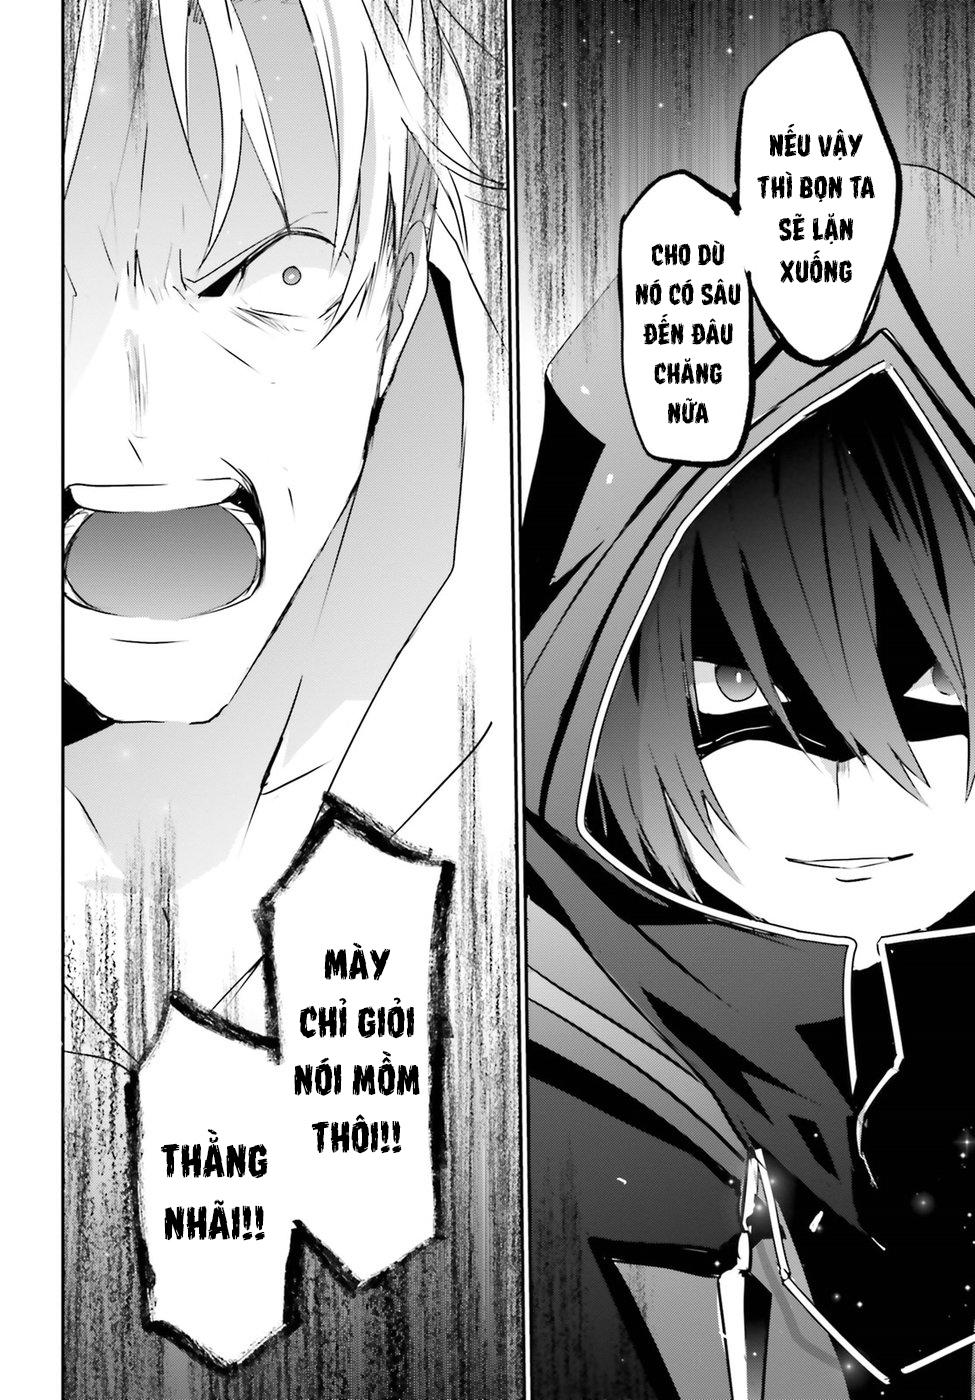 NẾU VẬY
THÌ BỌN TA
SẼ LẶN
XUỐNG
CHO DÙ
NÓ CÓ SÂU
ĐẾN ĐÂU
CHĂNG
NỮA
MÀY
CHỈ GIỎI
NÓI MỒM
THÔI!!
THẰNG
NHÃI!!